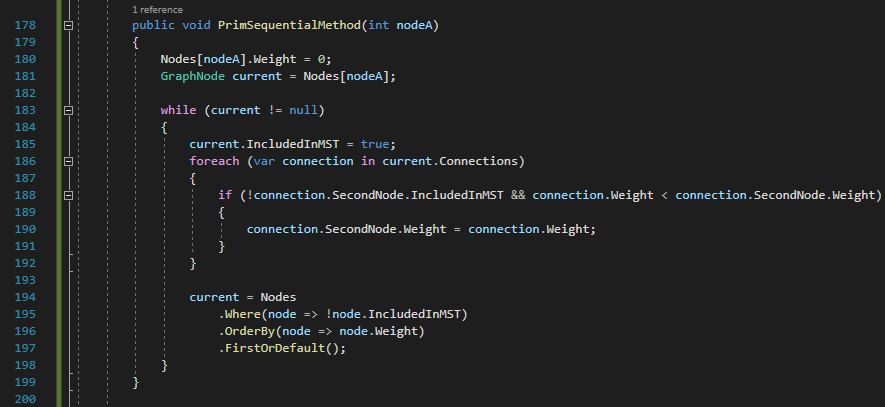 1 reference
178 public void PrimSequentialMethod(int nodeA)
179 {
180 Nodes[nodeA].Weight = 0;
181 GraphNode current = Nodes[nodeA];
182
183 while (current != null)
184 {
185 current.IncludedInMST = true;
186 foreach (var connection in current.Connections)
187 {
188 if (!connection.SecondNode.IncludedInMST && connection.Weight < connection.SecondNode.Weight)
189 {
190 connection.SecondNode.Weight = connection.Weight;
191 }
192 }
193
194 current = Nodes
195 .Where(node => !node.IncludedInMST)
196 .OrderBy(node => node.Weight)
197 .FirstOrDefault();
198 }
199 }
200